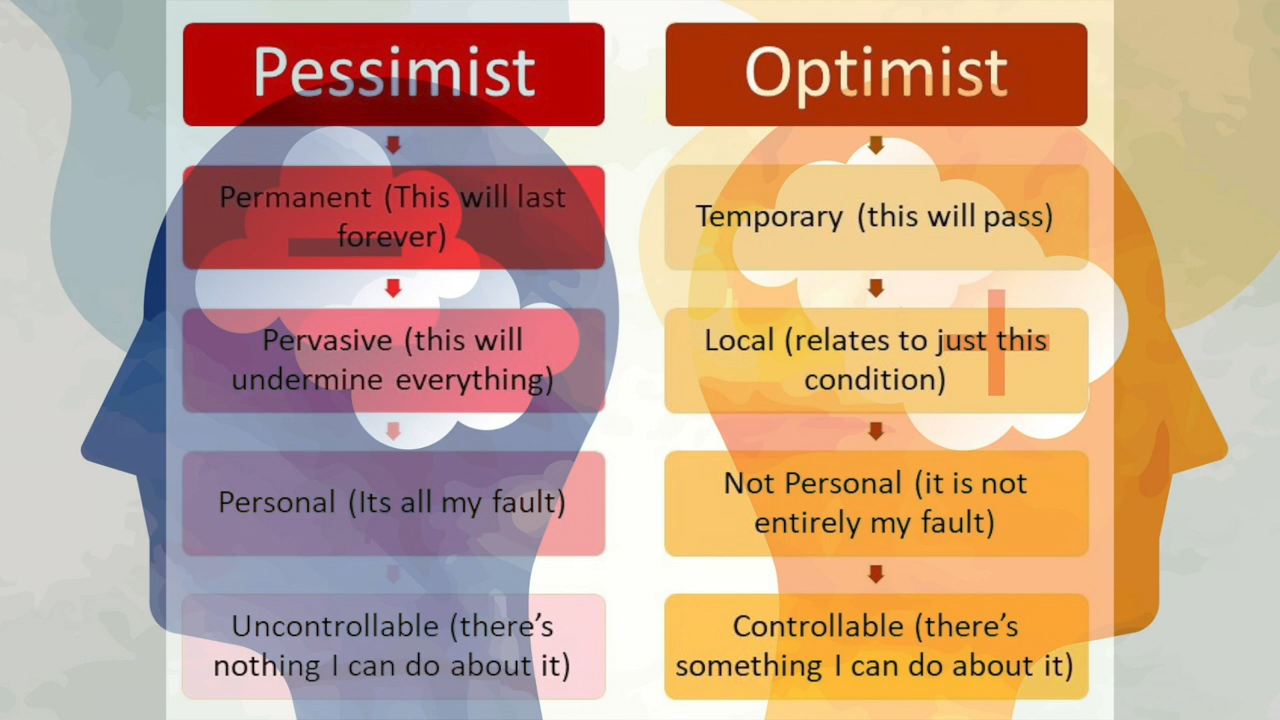 Pessimist
Permanent (This will last
forever)
Pervasive (this will
undermine everything)
Personal (Its all my fault)
Uncontrollable (there’s
nothing I can do about it)
Optimist
Temporary (this will pass)
Local (relates to just this
condition)
Not Personal (it is not
entirely my fault)
Controllable (there’s
something I can do about it)